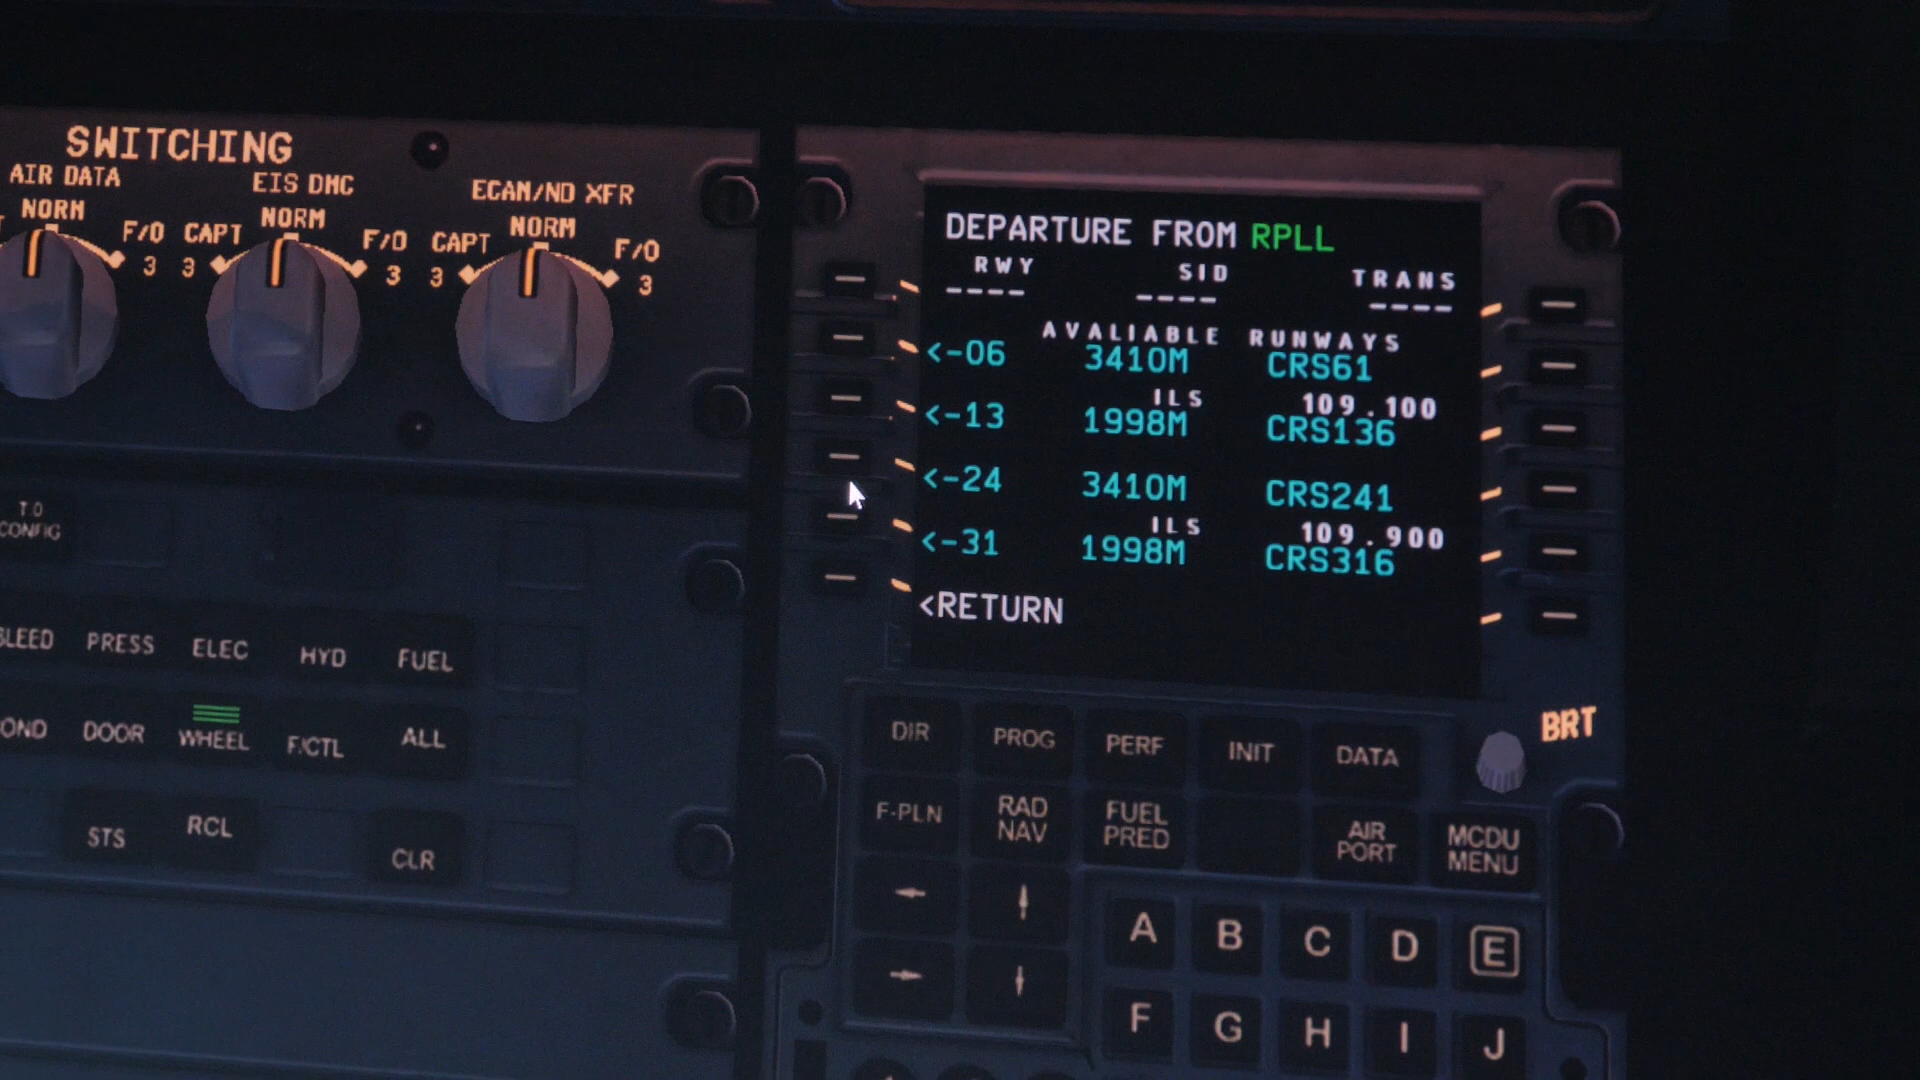 SWITCHING
AIR DATA
EIS DMC
ECAM/ND XFR
NORM
NORM
NORM
F/O
CAPT
F/O
CAPT
F/O
3
3
3
3
3
DEPARTURE FROM RPLL
RWY SID TRANS
---- ---- ----
AVALIABLE RUNWAYS
<-06 3410M CRS61
ILS 109.100
<-13 1998M CRS136
<-24 3410M CRS241
ILS 109.900
<-31 1998M CRS316
<RETURN
T.O
CONFIG
BLEED PRESS ELEC HYD FUEL
OND DOOR WHEEL F/CTL ALL
STS RCL CLR
BRT
DIR PROG PERF INIT DATA
F-PLN RAD NAV FUEL PRED AIR PORT MCDU MENU
A B C D E
F G H I J